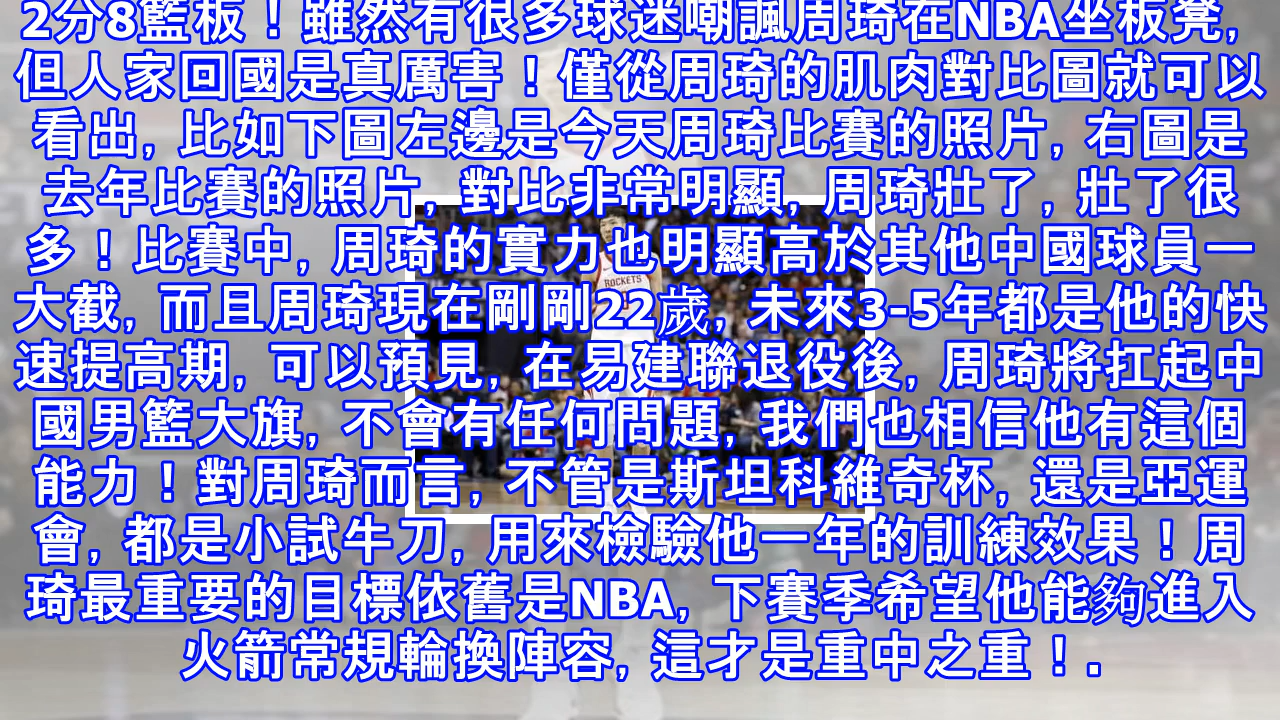 2分8籃板！雖然有很多球迷嘲諷周琦在NBA坐板凳,
但人家回國是真厲害！僅從周琦的肌肉對比圖就可以
看出, 比如下圖左邊是今天周琦比賽的照片, 右圖是
去年比賽的照片, 對比非常明顯, 周琦壯了, 壯了很
多！比賽中, 周琦的實力也明顯高於其他中國球員一
大截, 而且周琦現在剛剛22歲, 未來3-5年都是他的快
速提高期, 可以預見, 在易建聯退役後, 周琦將扛起中
國男籃大旗, 不會有任何問題, 我們也相信他有這個
能力！對周琦而言, 不管是斯坦科維奇杯, 還是亞運
會, 都是小試牛刀, 用來檢驗他一年的訓練效果！周
琦最重要的目標依舊是NBA, 下賽季希望他能夠進入
火箭常規輪換陣容, 這才是重中之重！.
ROCKETS